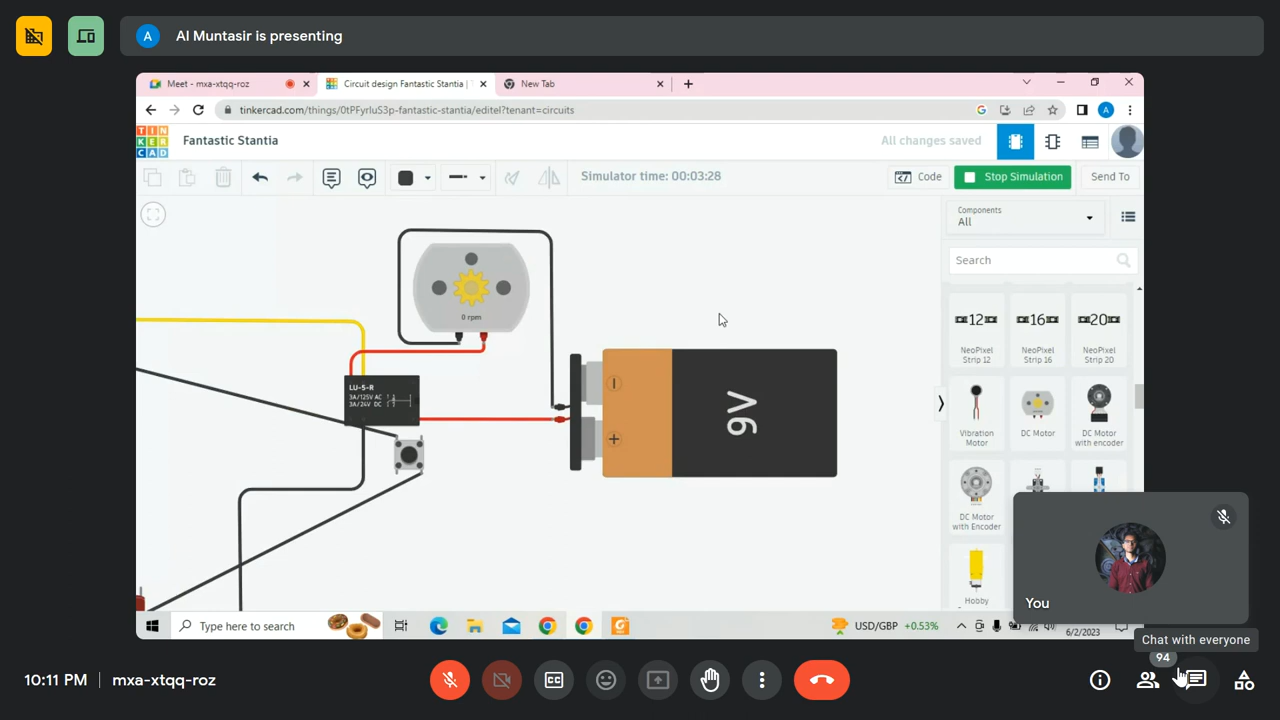 A Al Muntasir is presenting
Meet - mxa-xtqq-roz
Circuit design Fantastic Stantia | T
New Tab
tinkercad.com/things/0tPFyrluS3p-fantastic-stantia/editel?tenant=circuits
A
TIN
KER
CAD
Fantastic Stantia
All changes saved
Simulator time: 00:03:28
Code
Stop Simulation
Send To
Components
All
Search
12
16
20
NeoPixel Strip 12
NeoPixel Strip 16
NeoPixel Strip 20
Vibration Motor
DC Motor
DC Motor with encoder
DC Motor with Encoder
Hobby
0 rpm
LU-5-R
3A/125V AC
3A/24V DC
9V
You
Type here to search
USD/GBP +0.53%
6/2/2023
Chat with everyone
94
10:11 PM | mxa-xtqq-roz